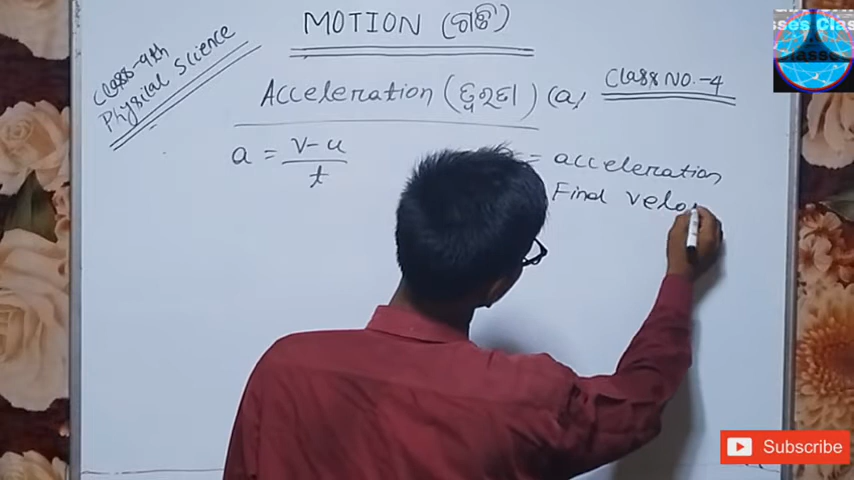 MOTION (ଗତି)
Class-9th
Physical Science
Acceleration (ତ୍ୱରଣ) (a)
Class NO.-4
a = v-u / t
= acceleration
Final velo
Subscribe